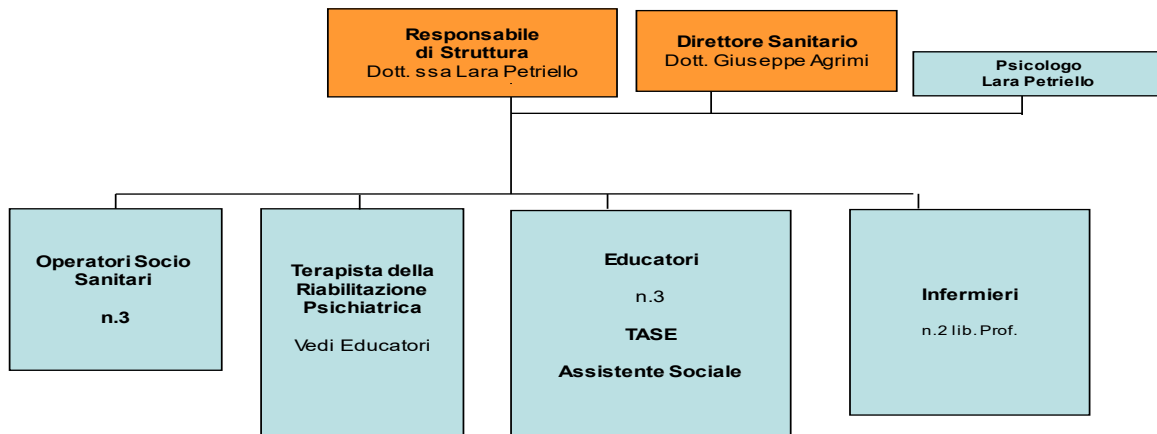 Responsabile
di Struttura
Dott. ssa Lara Petriello
.
Direttore Sanitario
Dott. Giuseppe Agrimi
Psicologo
Lara Petriello
Operatori Socio
Sanitari
n.3
Terapista della
Riabilitazione
Psichiatrica
Vedi Educatori
Educatori
n.3
TASE
Assistente Sociale
Infermieri
n.2 lib. Prof.